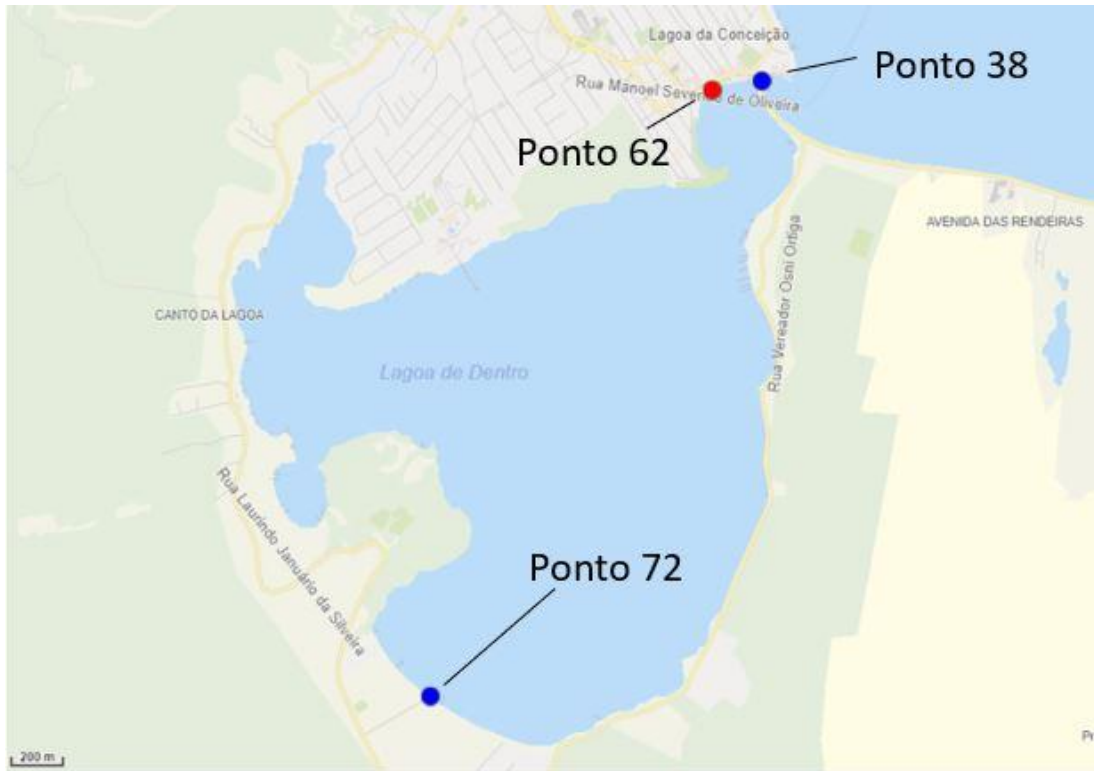 Lagoa da Conceição
Ponto 38
Rua Manoel Severino de Oliveira
Ponto 62
AVENIDA DAS RENDEIRAS
Rua Vereador Osni Ortiga
CANTO DA LAGOA
Lagoa de Dentro
Rua Laurindo Januário da Silveira
Ponto 72
200 m